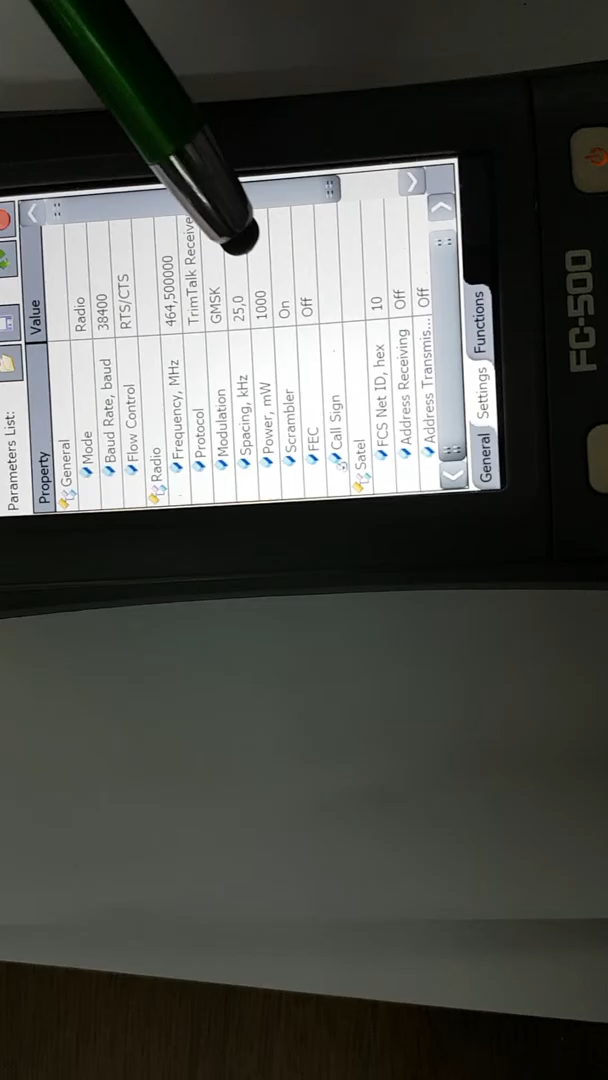 Parameters List:
Property Value
General
Mode Radio
Baud Rate, baud 38400
Flow Control RTS/CTS
Radio
Frequency, MHz 464,500000
Protocol TrimTalk Receive
Modulation GMSK
Spacing, kHz 25,0
Power, mW 1000
Scrambler On
FEC Off
Call Sign
Satel
FCS Net ID, hex 10
Address Receiving Off
Address Transmis... Off
General Settings Functions
FC-500